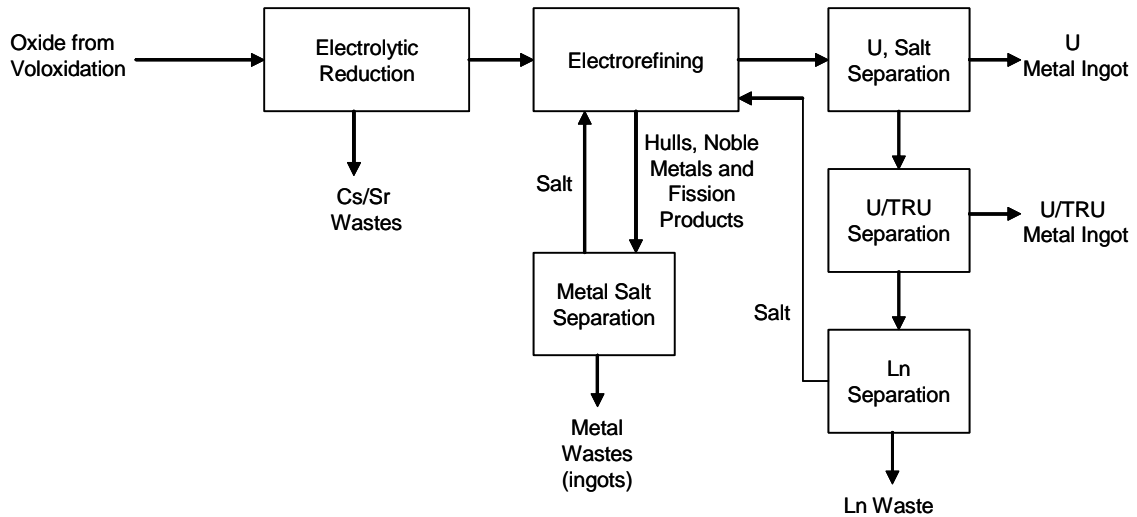 Oxide from
Voloxidation
Electrolytic
Reduction
Electrorefining
U, Salt
Separation
U
Metal Ingot
Cs/Sr
Wastes
Salt
Hulls, Noble
Metals and
Fission
Products
U/TRU
Separation
U/TRU
Metal Ingot
Metal Salt
Separation
Salt
Ln
Separation
Metal
Wastes
(ingots)
Ln Waste